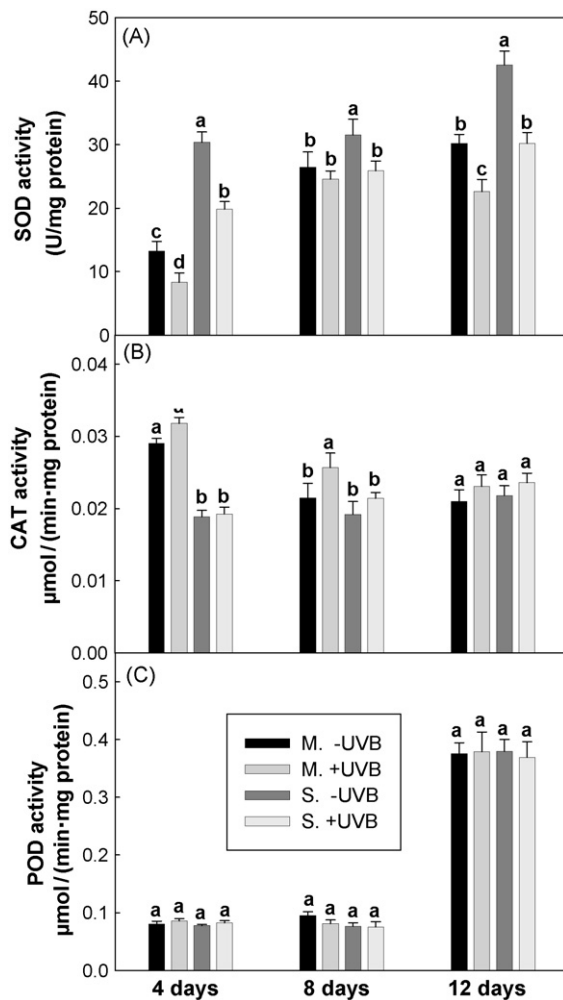 (A)
SOD activity
(U/mg protein)
50
40
30
20
10
0
c
d
a
b
b
b
a
b
b
c
a
b
(B)
CAT activity
µmol/(min·mg protein)
0.04
0.03
0.02
0.01
0.00
a
b
b
b
a
b
b
a
a
a
a
(C)
POD activity
µmol/(min·mg protein)
0.5
0.4
0.3
0.2
0.1
0.0
M. -UVB
M. +UVB
S. -UVB
S. +UVB
a
a
a
a
a
a
a
a
a
a
a
a
4 days
8 days
12 days